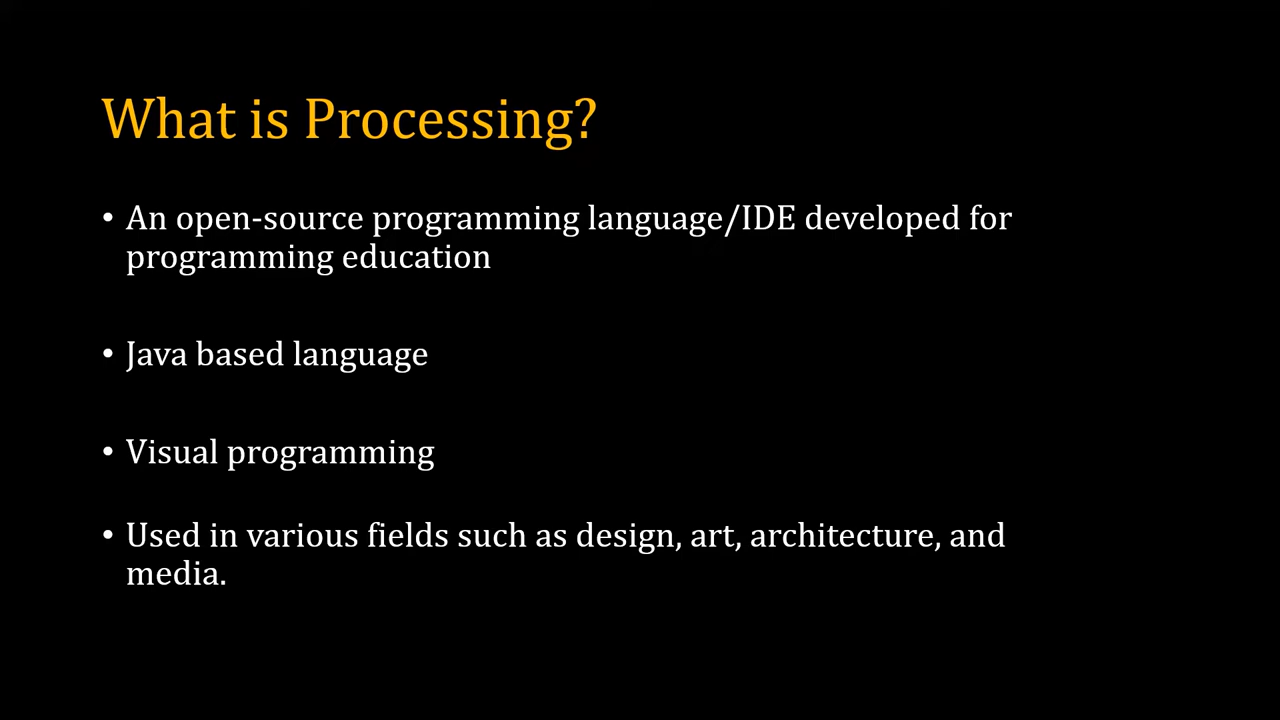 What is Processing?
• An open-source programming language/IDE developed for
programming education
• Java based language
• Visual programming
• Used in various fields such as design, art, architecture, and
media.